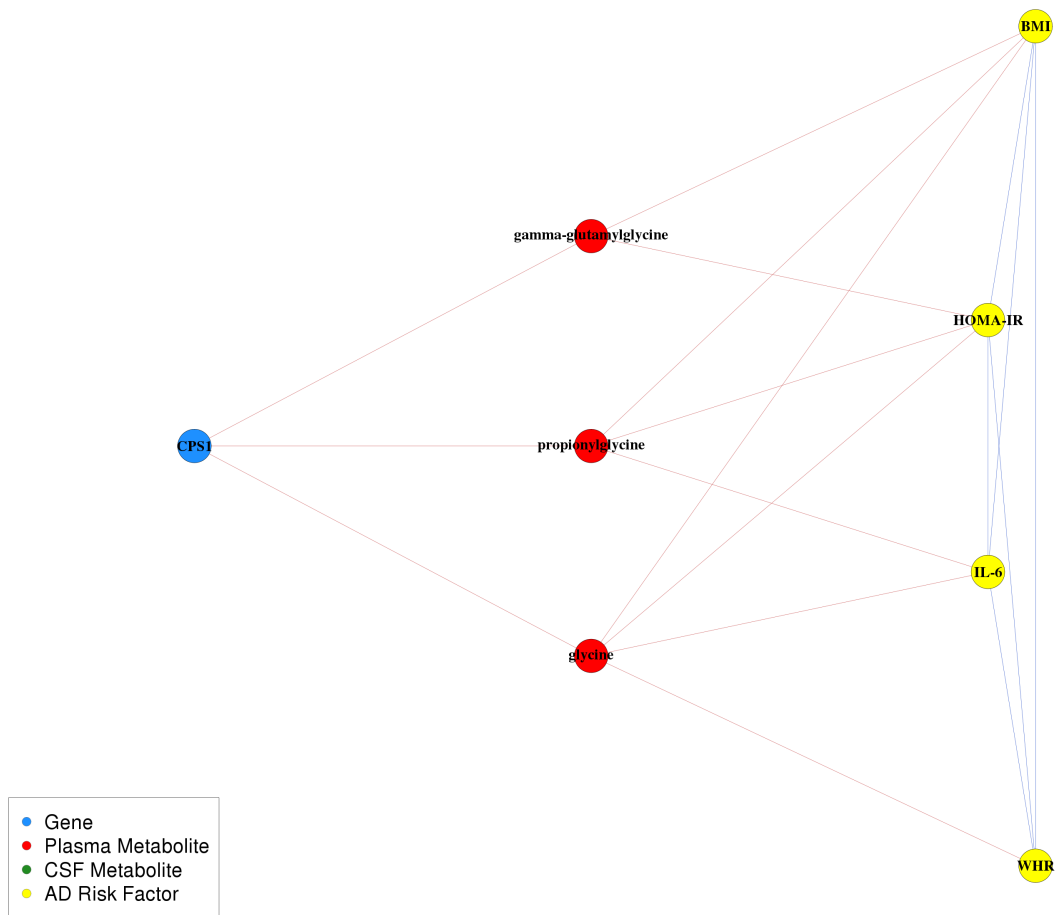 BMI
gamma-glutamylglycine
HOMA-IR
CPS1
propionylglycine
IL-6
glycine
WHR
Gene
Plasma Metabolite
CSF Metabolite
AD Risk Factor